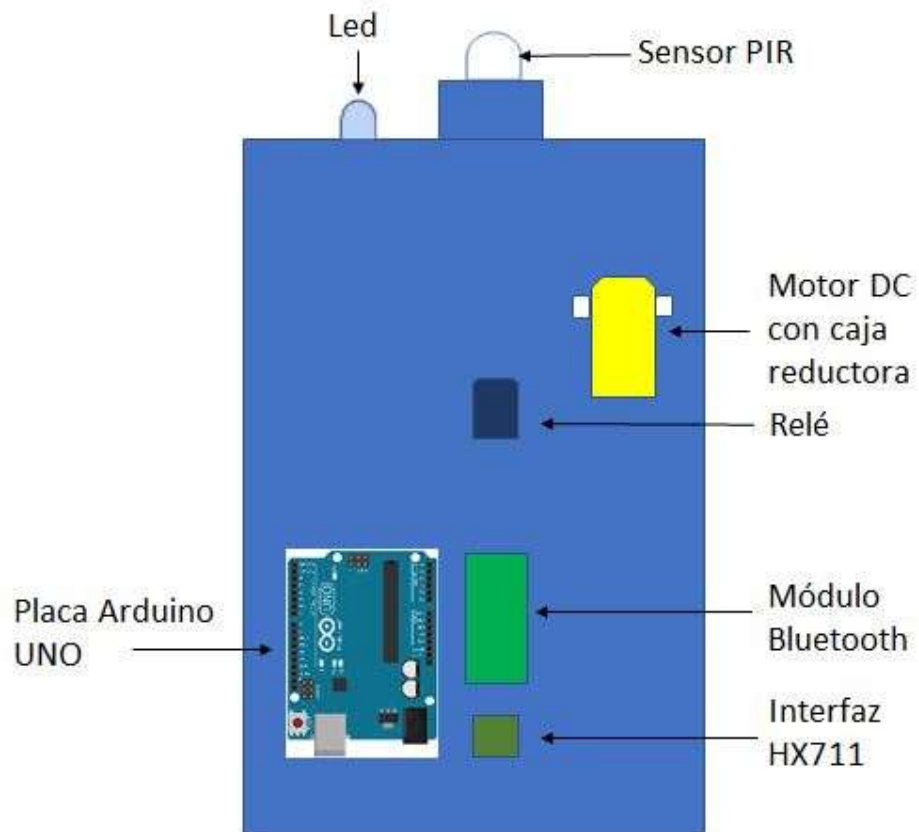 Led
Sensor PIR
Motor DC
con caja
reductora
Relé
Placa Arduino
UNO
Módulo
Bluetooth
Interfaz
HX711